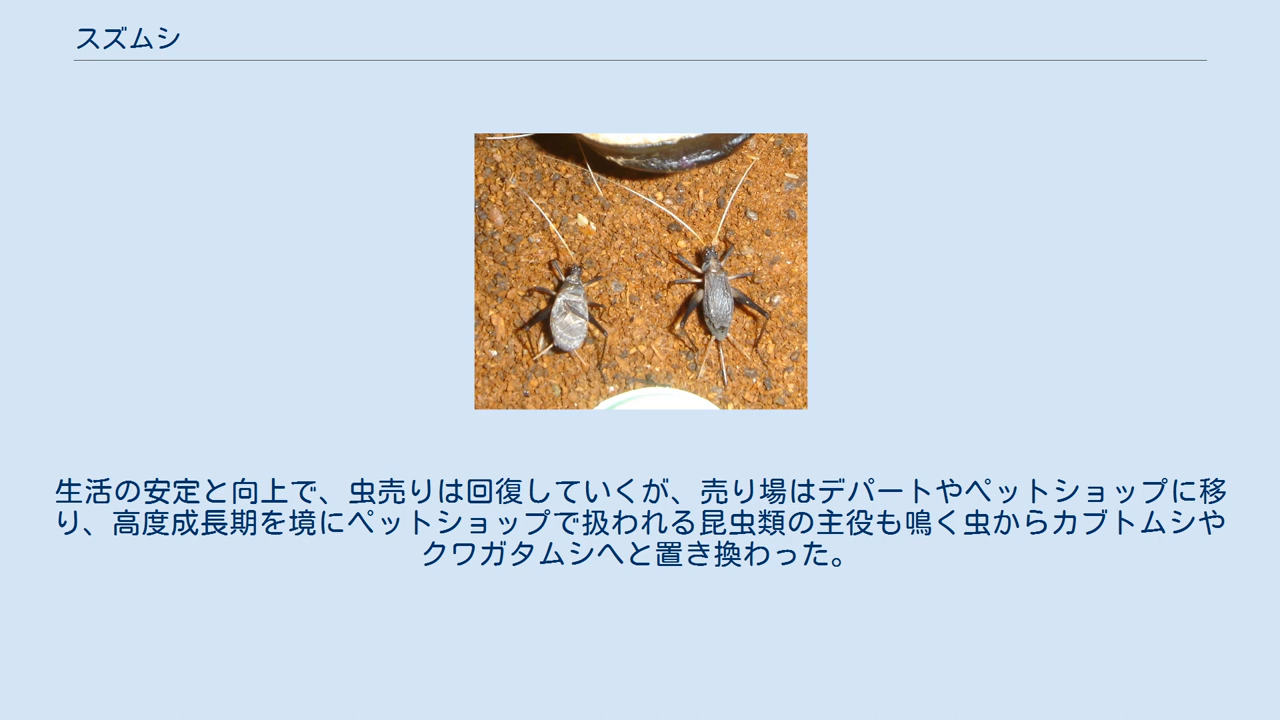 スズムシ
生活の安定と向上で、虫売りは回復していくが、売り場はデパートやペットショップに移
り、高度成長期を境にペットショップで扱われる昆虫類の主役も鳴く虫からカブトムシや
クワガタムシへと置き換わった。